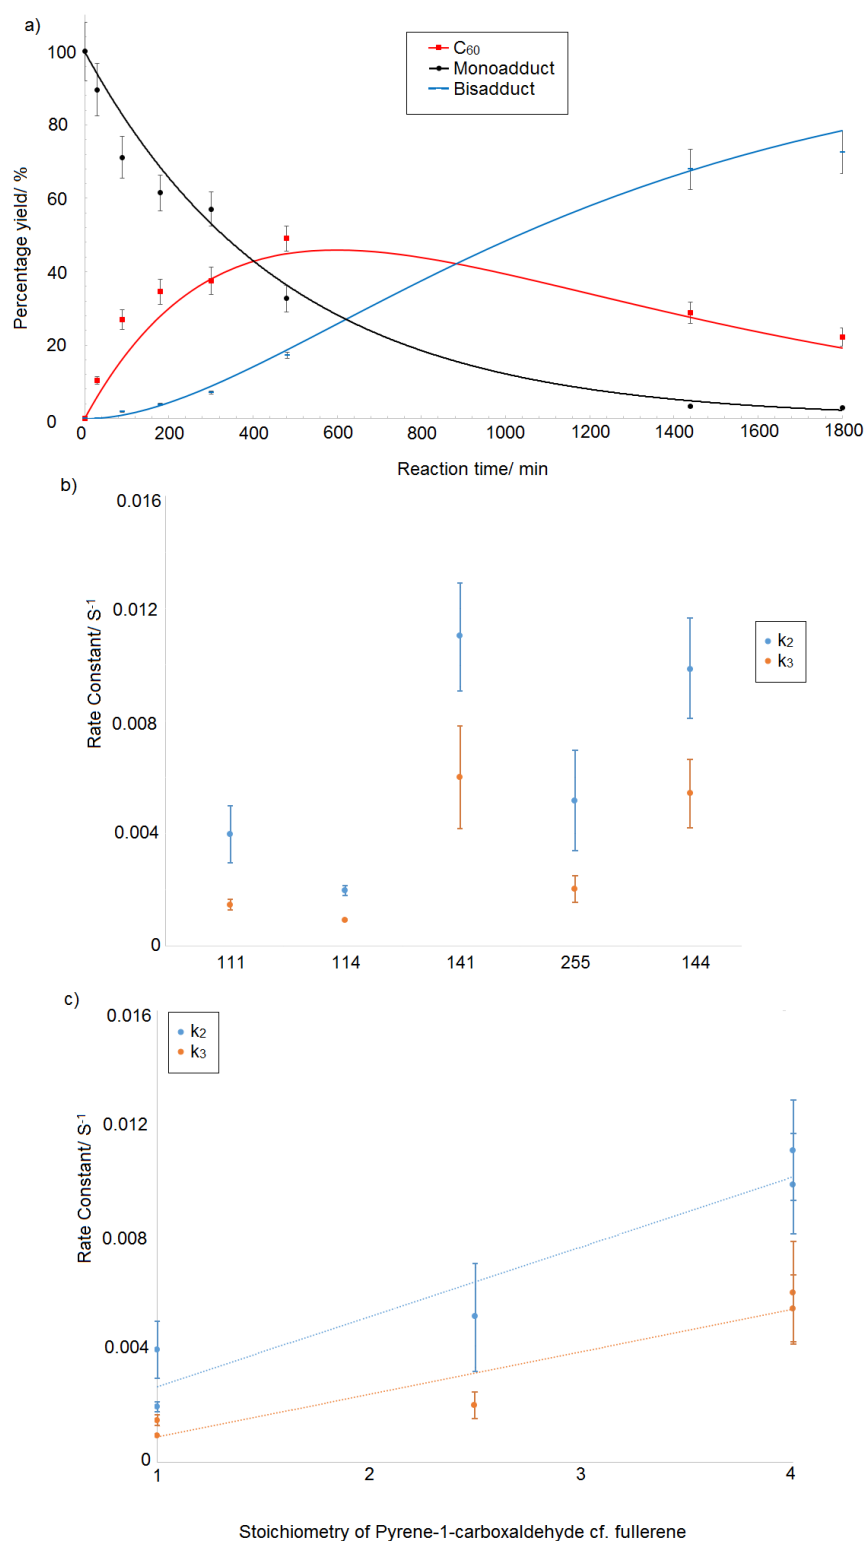 a)
100
80
60
40
20
0
Percentage yield/ %
C₆₀
Monoadduct
Bisadduct
0 200 400 600 800 1000 1200 1400 1600 1800
Reaction time/ min
b)
0.016
0.012
0.008
0.004
0
Rate Constant/ S⁻¹
k₂
k₃
111 114 141 255 144
c)
0.016
0.012
0.008
0.004
0
Rate Constant/ S⁻¹
k₂
k₃
1 2 3 4
Stoichiometry of Pyrene-1-carboxaldehyde cf. fullerene